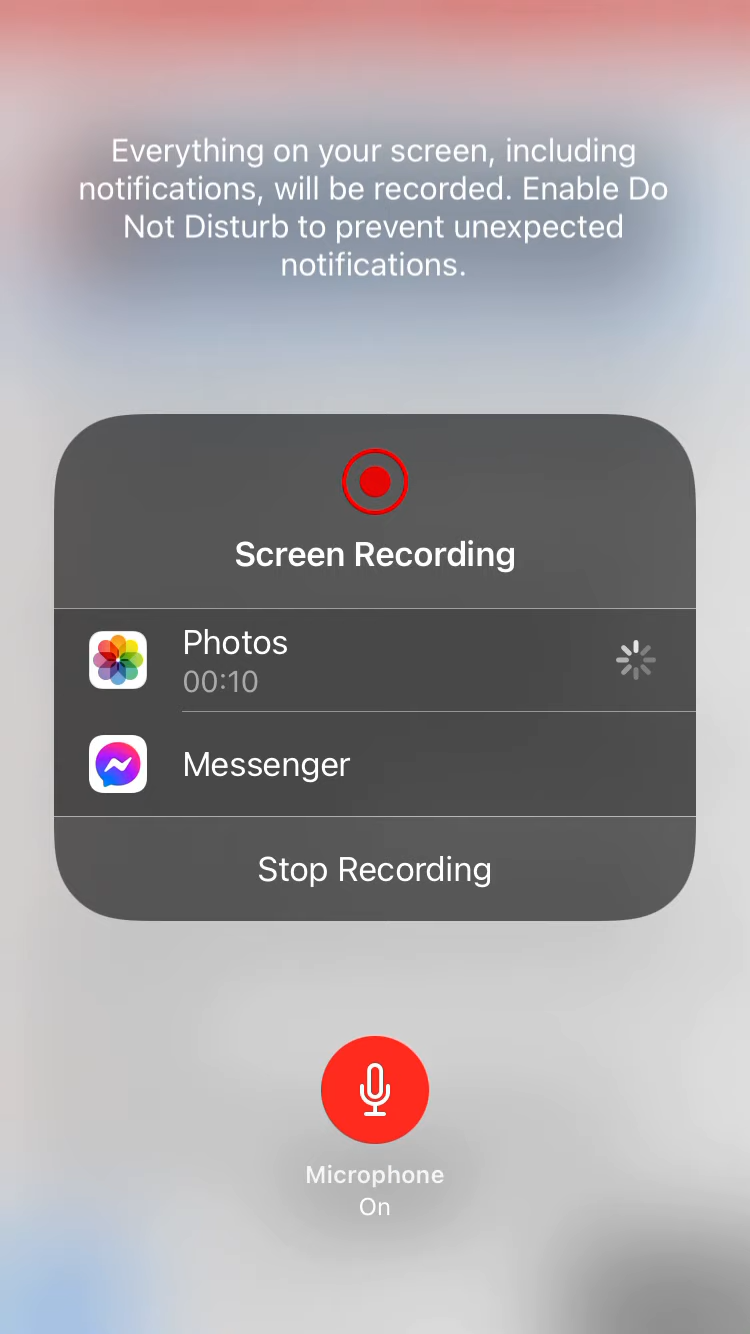 Everything on your screen, including
notifications, will be recorded. Enable Do
Not Disturb to prevent unexpected
notifications.
Screen Recording
Photos
00:10
Messenger
Stop Recording
Microphone
On